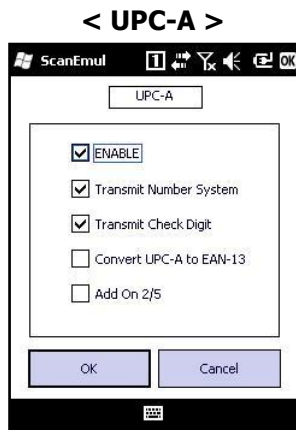 < UPC-A >
ScanEmul 1 OK
UPC-A
ENABLE
Transmit Number System
Transmit Check Digit
Convert UPC-A to EAN-13
Add On 2/5
OK Cancel